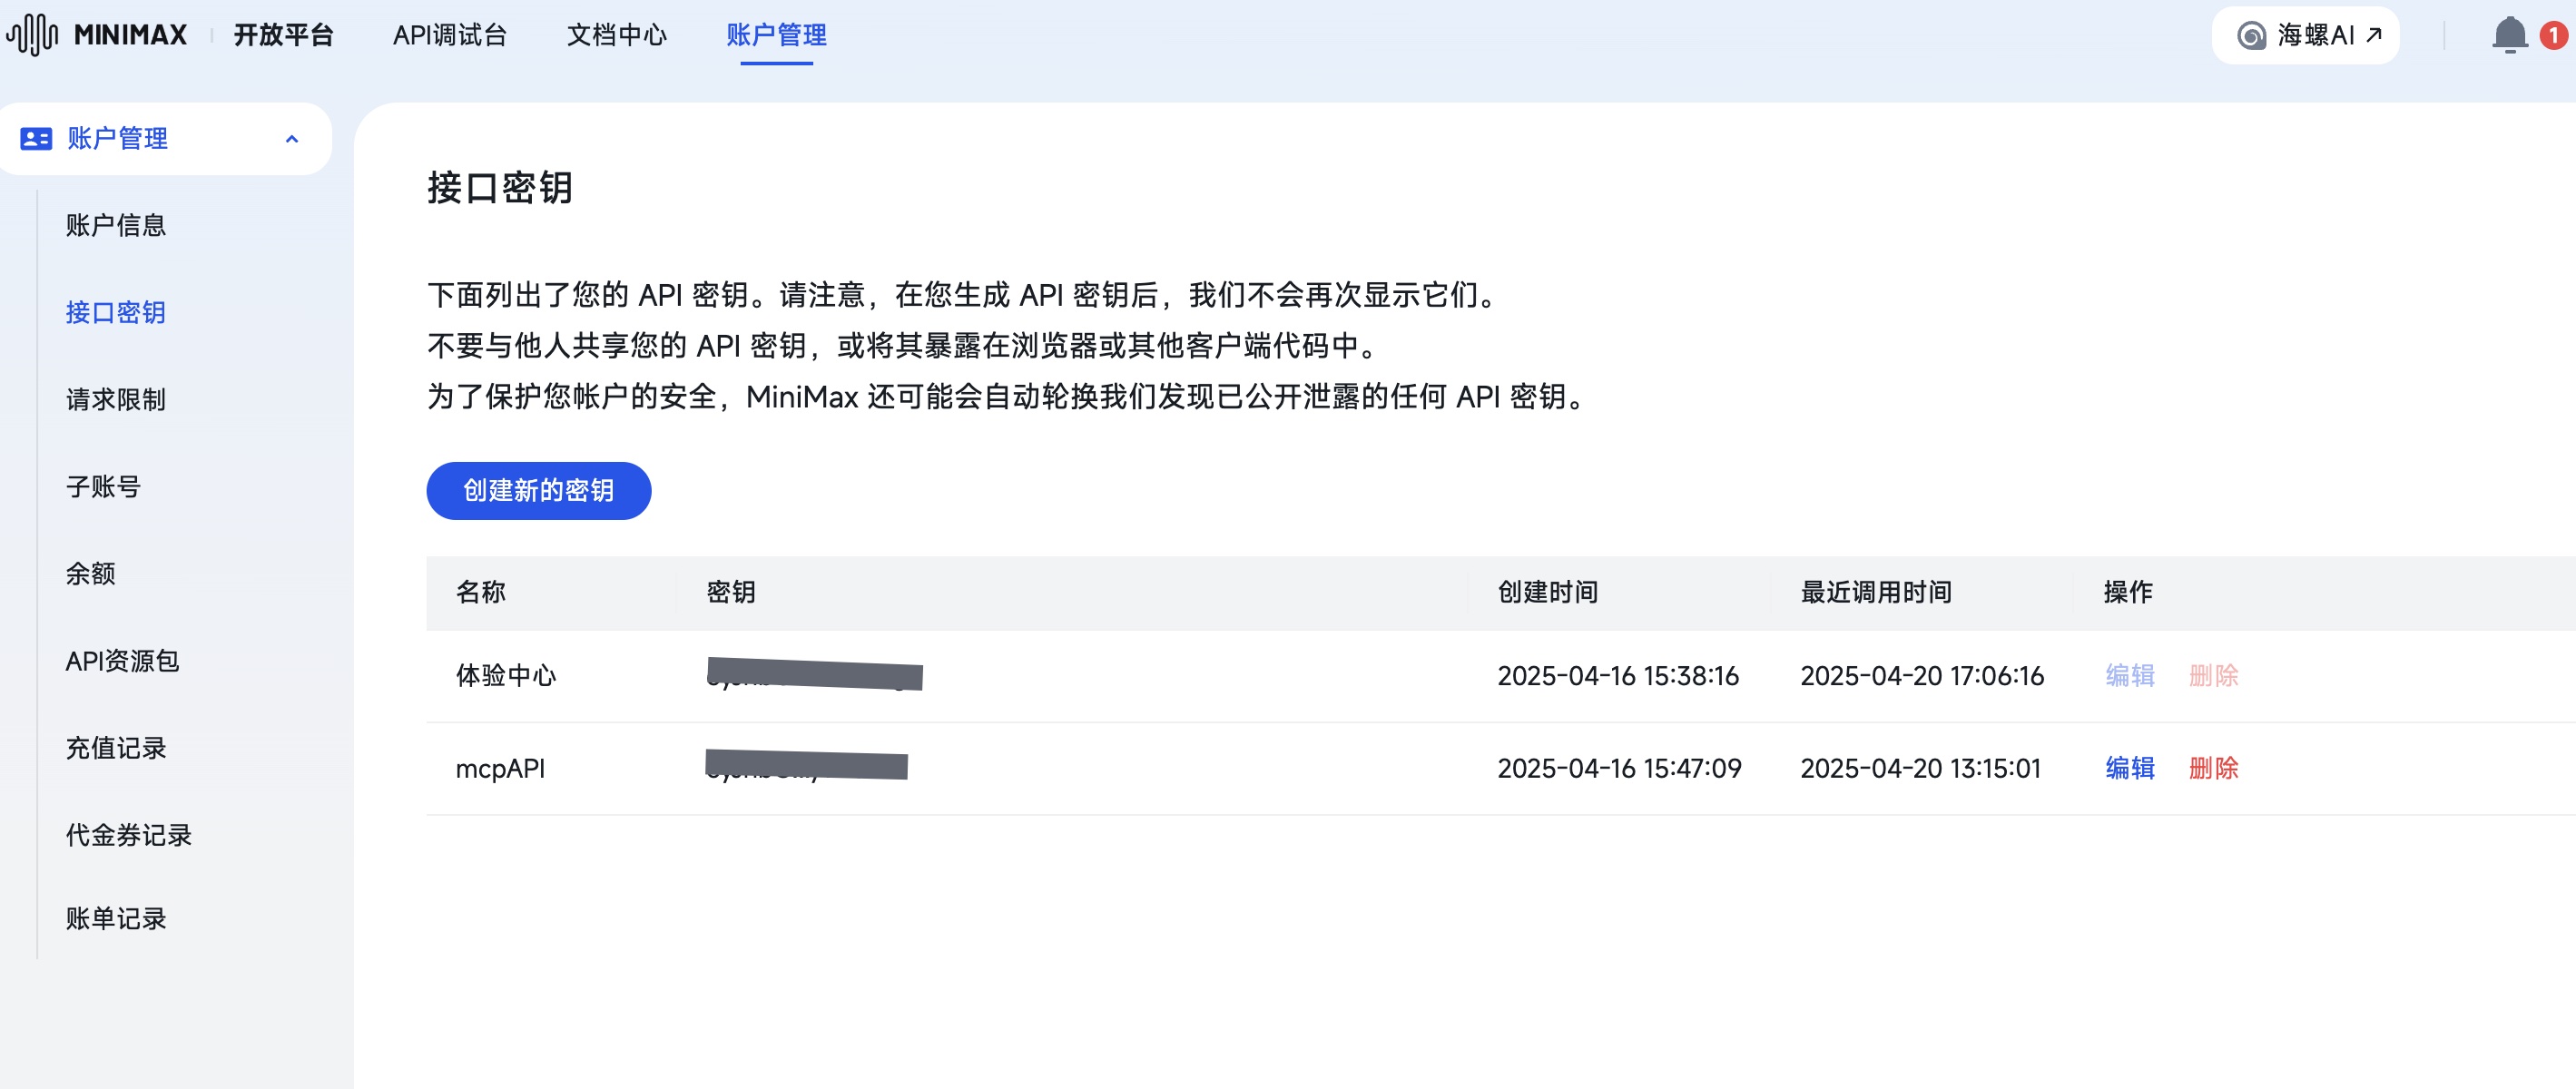 MINIMAX 开放平台 API调试台 文档中心 账户管理 海螺AI 1
账户管理
账户信息
接口密钥
请求限制
子账号
余额
API资源包
充值记录
代金券记录
账单记录
接口密钥
下面列出了您的 API 密钥。请注意，在您生成 API 密钥后，我们不会再次显示它们。
不要与他人共享您的 API 密钥，或将其暴露在浏览器或其他客户端代码中。
为了保护您帐户的安全，MiniMax 还可能会自动轮换我们发现已公开泄露的任何 API 密钥。
创建新的密钥
名称 密钥 创建时间 最近调用时间 操作
体验中心 2025-04-16 15:38:16 2025-04-20 17:06:16 编辑 删除
mcpAPI 2025-04-16 15:47:09 2025-04-20 13:15:01 编辑 删除